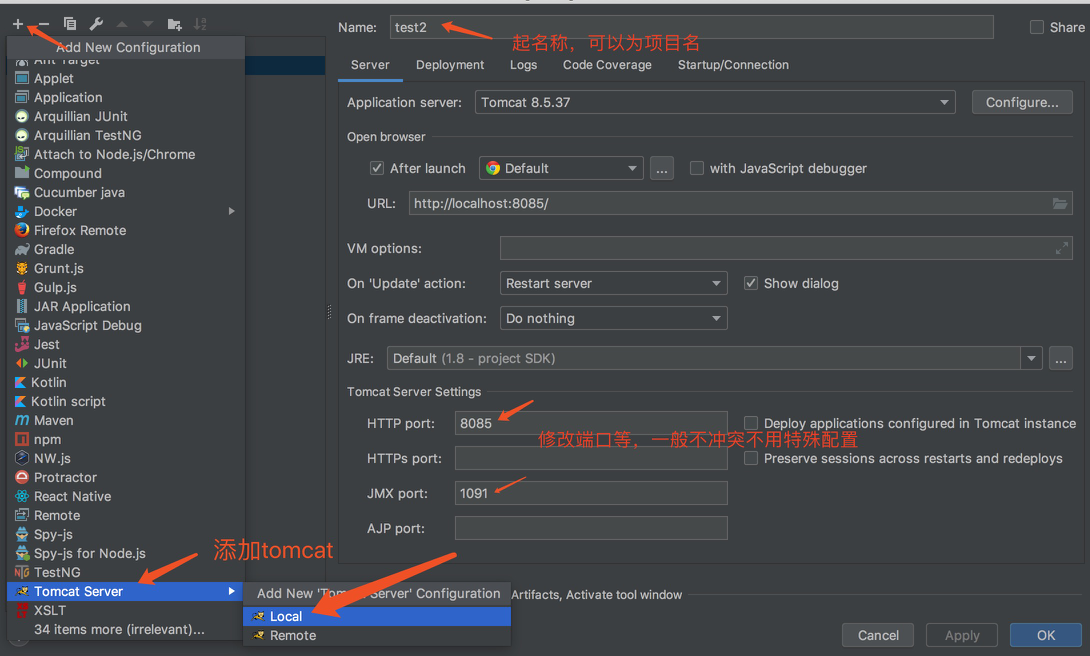 Name:
test2
Share
起名称，可以为项目名
Add New Configuration
Ant Target
Applet
Application
Arquillian JUnit
Arquillian TestNG
Attach to Node.js/Chrome
Compound
Cucumber java
Docker
Firefox Remote
Gradle
Grunt.js
Gulp.js
JAR Application
JavaScript Debug
Jest
JUnit
Kotlin
Kotlin script
Maven
npm
NW.js
Protractor
React Native
Remote
Spy-js
Spy-js for Node.js
TestNG
Tomcat Server
XSLT
34 items more (irrelevant)...
添加tomcat
Add New 'Tomcat Server' Configuration
Local
Remote
Server Deployment Logs Code Coverage Startup/Connection
Application server: Tomcat 8.5.37 Configure...
Open browser
After launch Default ... with JavaScript debugger
URL: http://localhost:8085/
VM options:
On 'Update' action: Restart server Show dialog
On frame deactivation: Do nothing
JRE: Default (1.8 - project SDK) ...
Tomcat Server Settings
HTTP port: 8085 Deploy applications configured in Tomcat instance
修改端口等，一般不冲突不用特殊配置
HTTPs port: Preserve sessions across restarts and redeploys
JMX port: 1091
AJP port:
Artifacts, Activate tool window
Cancel Apply OK